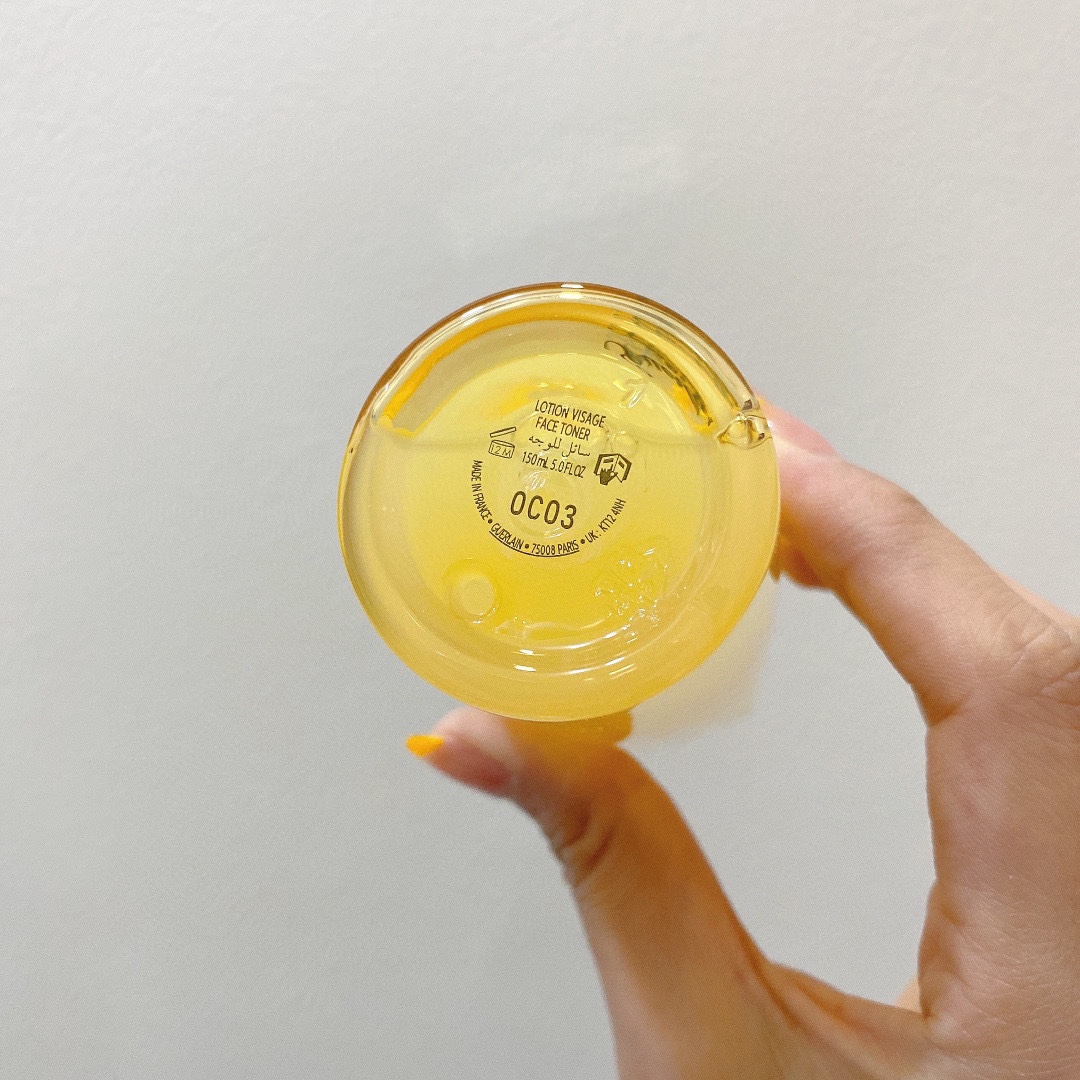 LOTION VISAGE
FACE TONER
سائل للوجه
12M
150mL 5.0FL.OZ
0C03
MADE IN FRANCE • GUERLAIN • 75008 PARIS • UK : KT12 4NH